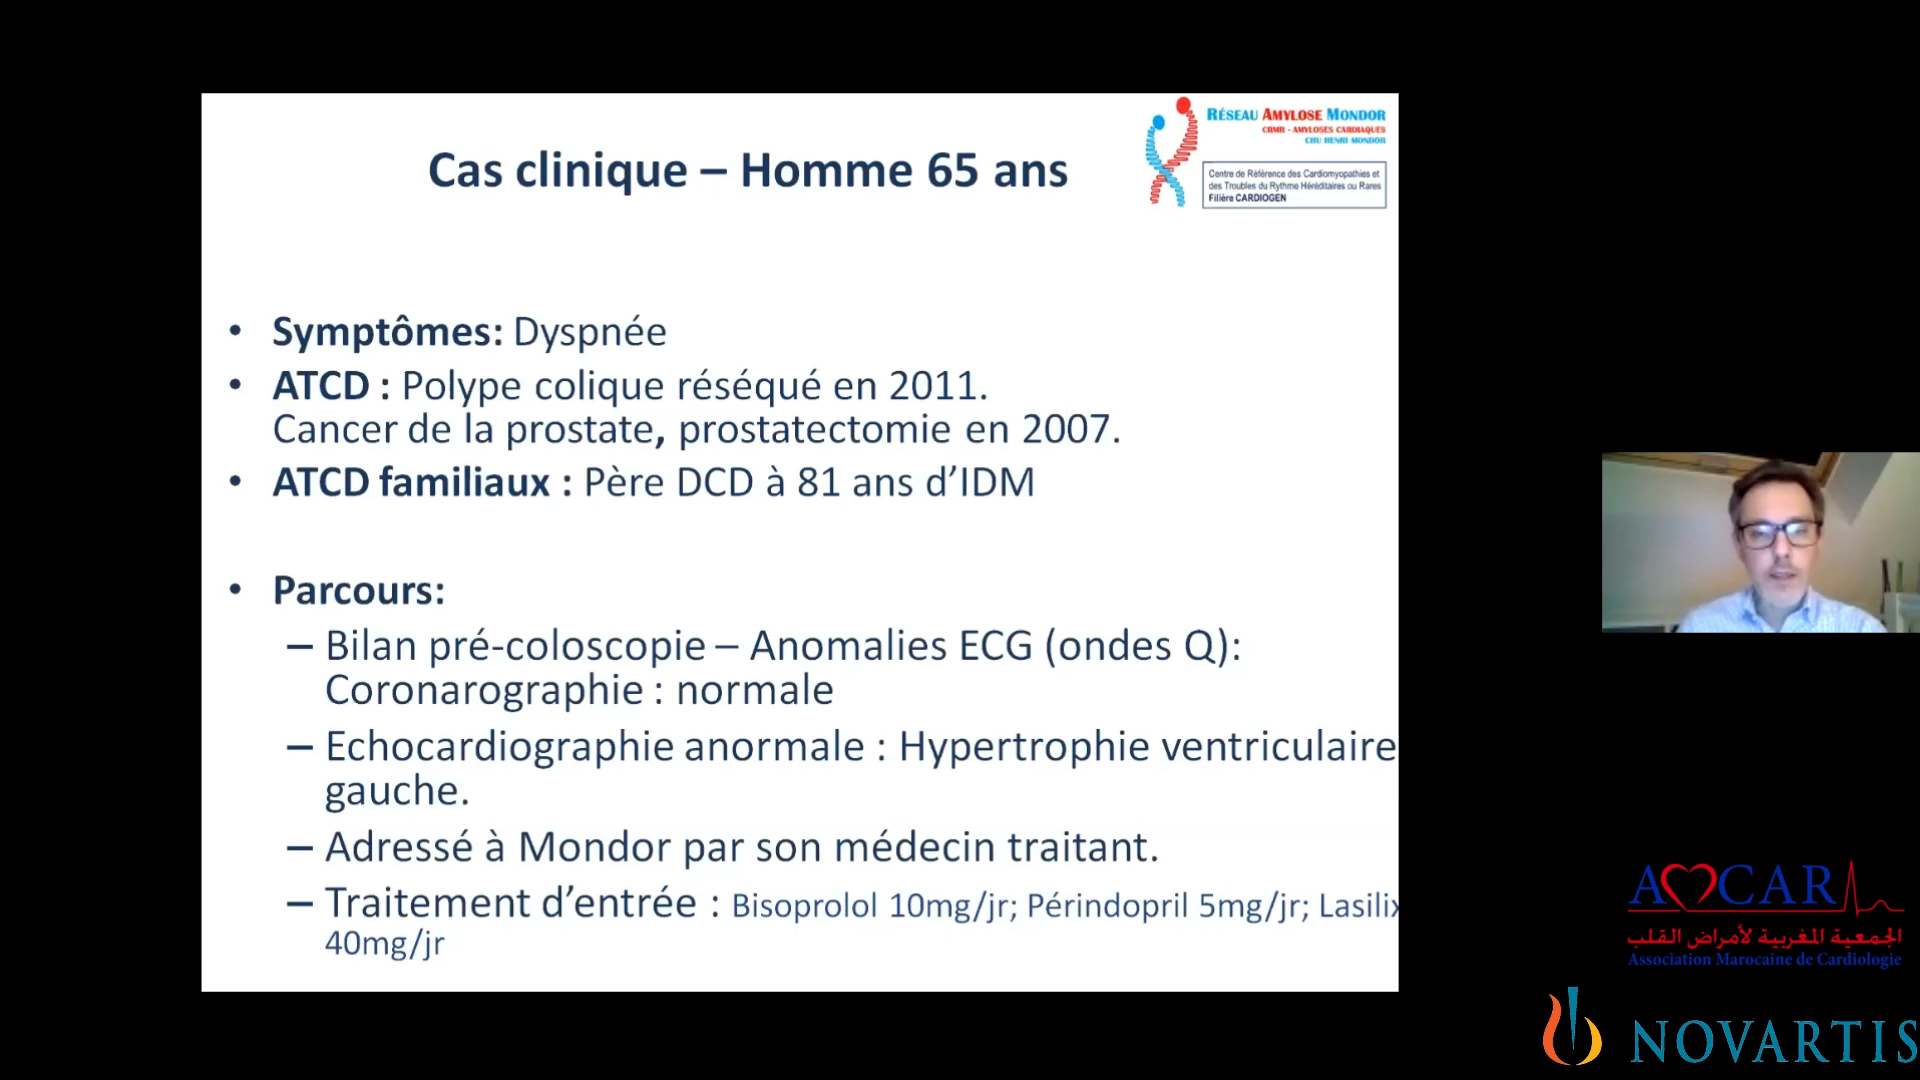 Cas clinique – Homme 65 ans
RÉSEAU AMYLOSE MONDOR
CRMR - AMYLOSES CARDIAQUES
CHU HENRI MONDOR
Centre de Référence des Cardiomyopathies et
des Troubles du Rythme Héréditaires ou Rares
Filière CARDIOGEN
• Symptômes: Dyspnée
• ATCD : Polype colique réséqué en 2011.
Cancer de la prostate, prostatectomie en 2007.
• ATCD familiaux : Père DCD à 81 ans d’IDM
• Parcours:
– Bilan pré-coloscopie – Anomalies ECG (ondes Q):
Coronarographie : normale
– Echocardiographie anormale : Hypertrophie ventriculaire
gauche.
– Adressé à Mondor par son médecin traitant.
– Traitement d’entrée : Bisoprolol 10mg/jr; Périndopril 5mg/jr; Lasilix
40mg/jr
AMCAR
الجمعية المغربية لأمراض القلب
Association Marocaine de Cardiologie
NOVARTIS